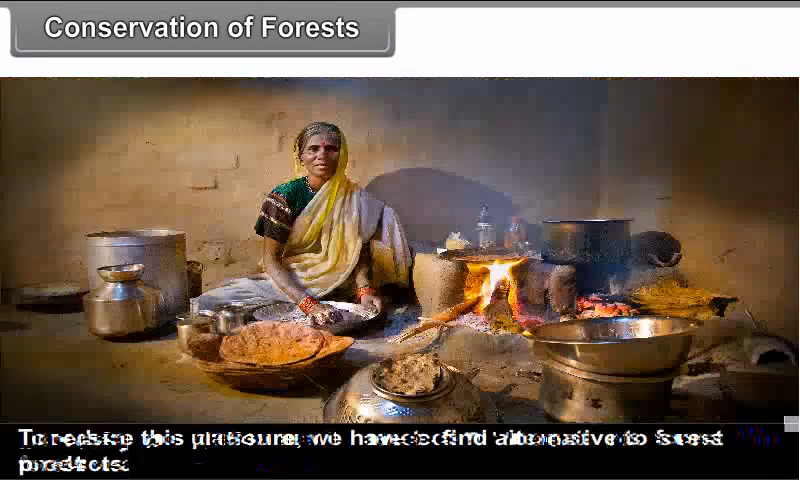 Conservation of Forests
To reduce this pressure, we have to find alternative to forest
products.